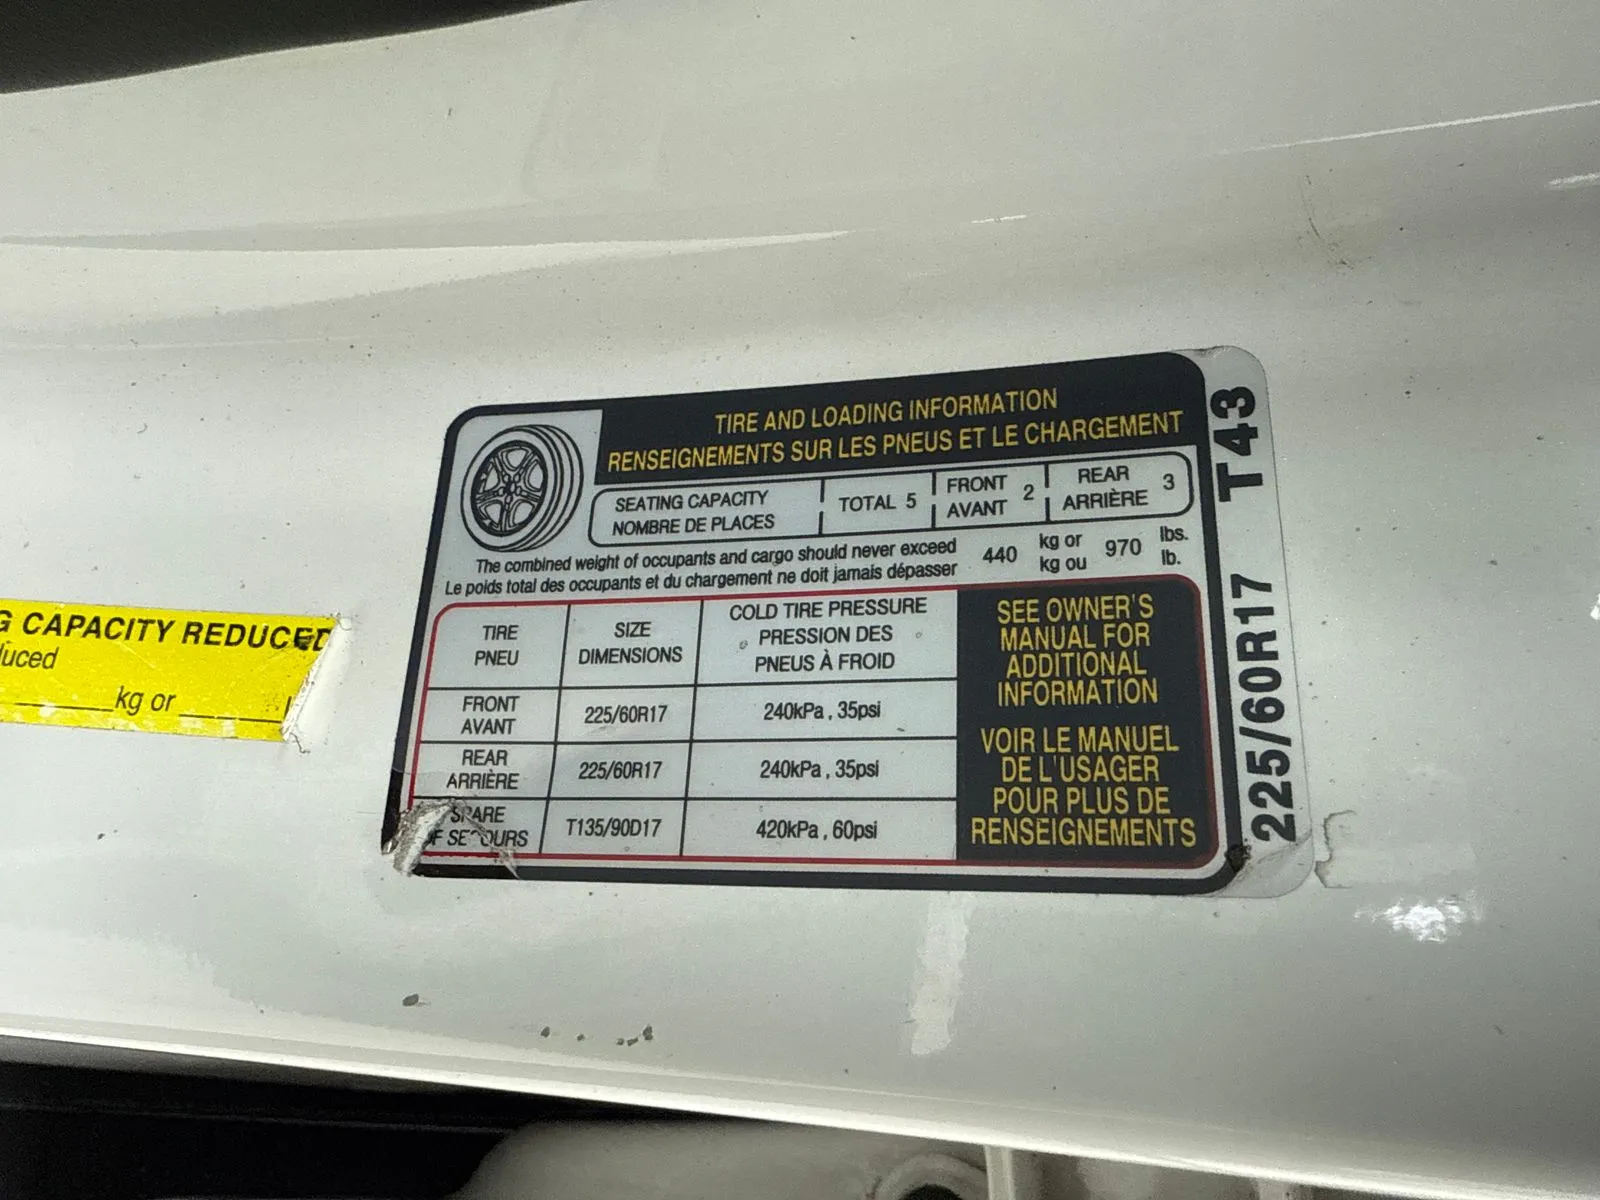 TIRE AND LOADING INFORMATION
RENSEIGNEMENTS SUR LES PNEUS ET LE CHARGEMENT
SEATING CAPACITY
NOMBRE DE PLACES
TOTAL 5
FRONT
AVANT
2
REAR
ARRIÈRE
3
The combined weight of occupants and cargo should never exceed
Le poids total des occupants et du chargement ne doit jamais dépasser
440
kg or
kg ou
970
lbs.
lb.
TIRE
PNEU
SIZE
DIMENSIONS
COLD TIRE PRESSURE
PRESSION DES
PNEUS À FROID
FRONT
AVANT
225/60R17
240kPa , 35psi
REAR
ARRIÈRE
225/60R17
240kPa , 35psi
SPARE
SECOURS
T135/90D17
420kPa , 60psi
SEE OWNER'S
MANUAL FOR
ADDITIONAL
INFORMATION
VOIR LE MANUEL
DE L'USAGER
POUR PLUS DE
RENSEIGNEMENTS
225/60R17 T43
CAPACITY REDUCED
kg or